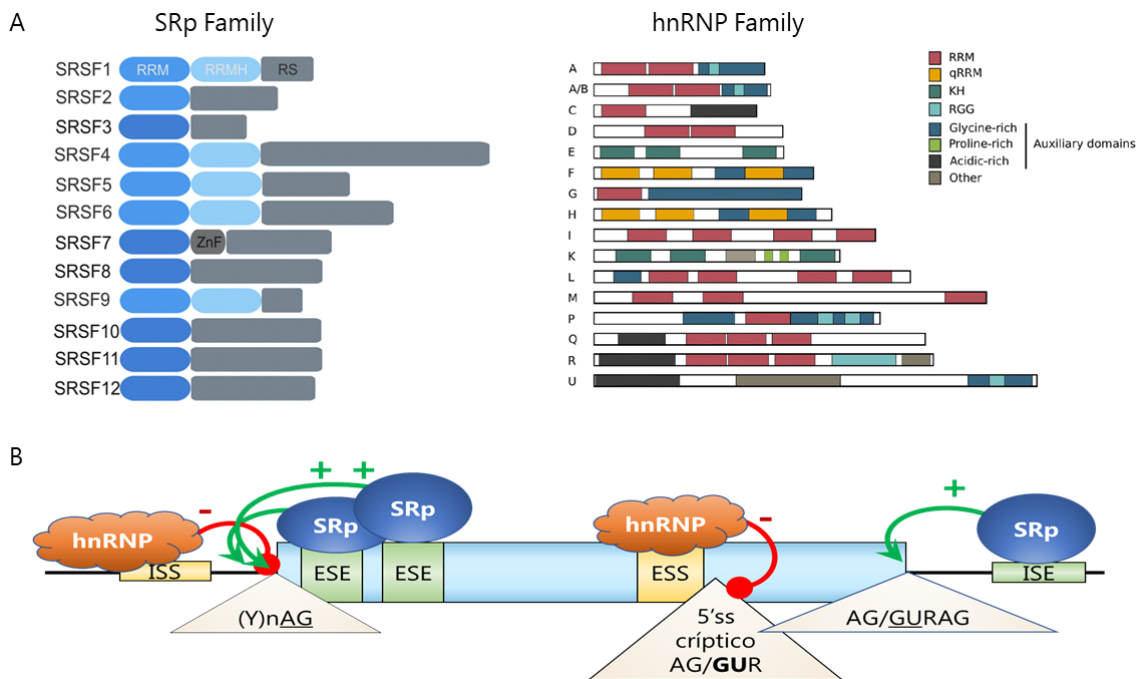 A
SRp Family
hnRNP Family
SRSF1
RRM
RRMH
RS
SRSF2
SRSF3
SRSF4
SRSF5
SRSF6
SRSF7
ZnF
SRSF8
SRSF9
SRSF10
SRSF11
SRSF12
A
A/B
C
D
E
F
G
H
I
K
L
M
P
Q
R
U
RRM
qRRM
KH
RGG
Glycine-rich
Proline-rich
Acidic-rich
Auxiliary domains
Other
B
+ +
hnRNP
-
SRp
SRp
ISS
ESE
ESE
(Y)nAG
hnRNP
-
ESS
5'ss
críptico
AG/GUR
+
SRp
ISE
AG/GURAG